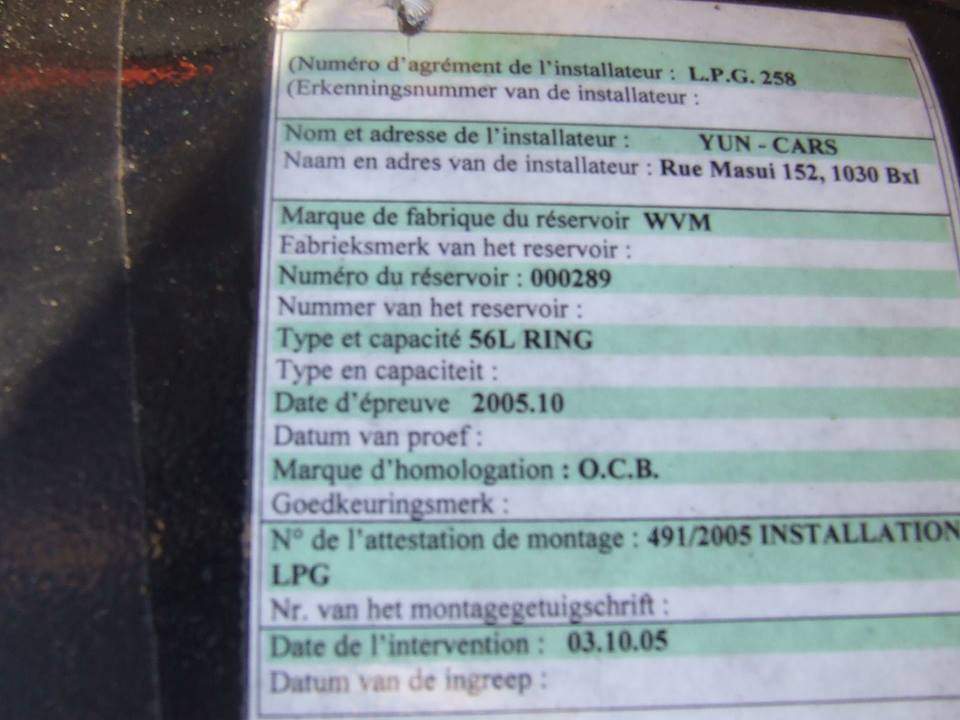 (Numéro d'agrément de l'installateur : L.P.G. 258
(Erkenningsnummer van de installateur :
Nom et adresse de l'installateur : YUN - CARS
Naam en adres van de installateur : Rue Masui 152, 1030 Bxl
Marque de fabrique du réservoir WVM
Fabrieksmerk van het reservoir :
Numéro du réservoir : 000289
Nummer van het reservoir :
Type et capacité 56L RING
Type en capaciteit :
Date d'épreuve 2005.10
Datum van proef :
Marque d'homologation : O.C.B.
Goedkeuringsmerk :
N° de l'attestation de montage : 491/2005 INSTALLATION
LPG
Nr. van het montagegetuigschrift :
Date de l'intervention : 03.10.05
Datum van de ingreep :